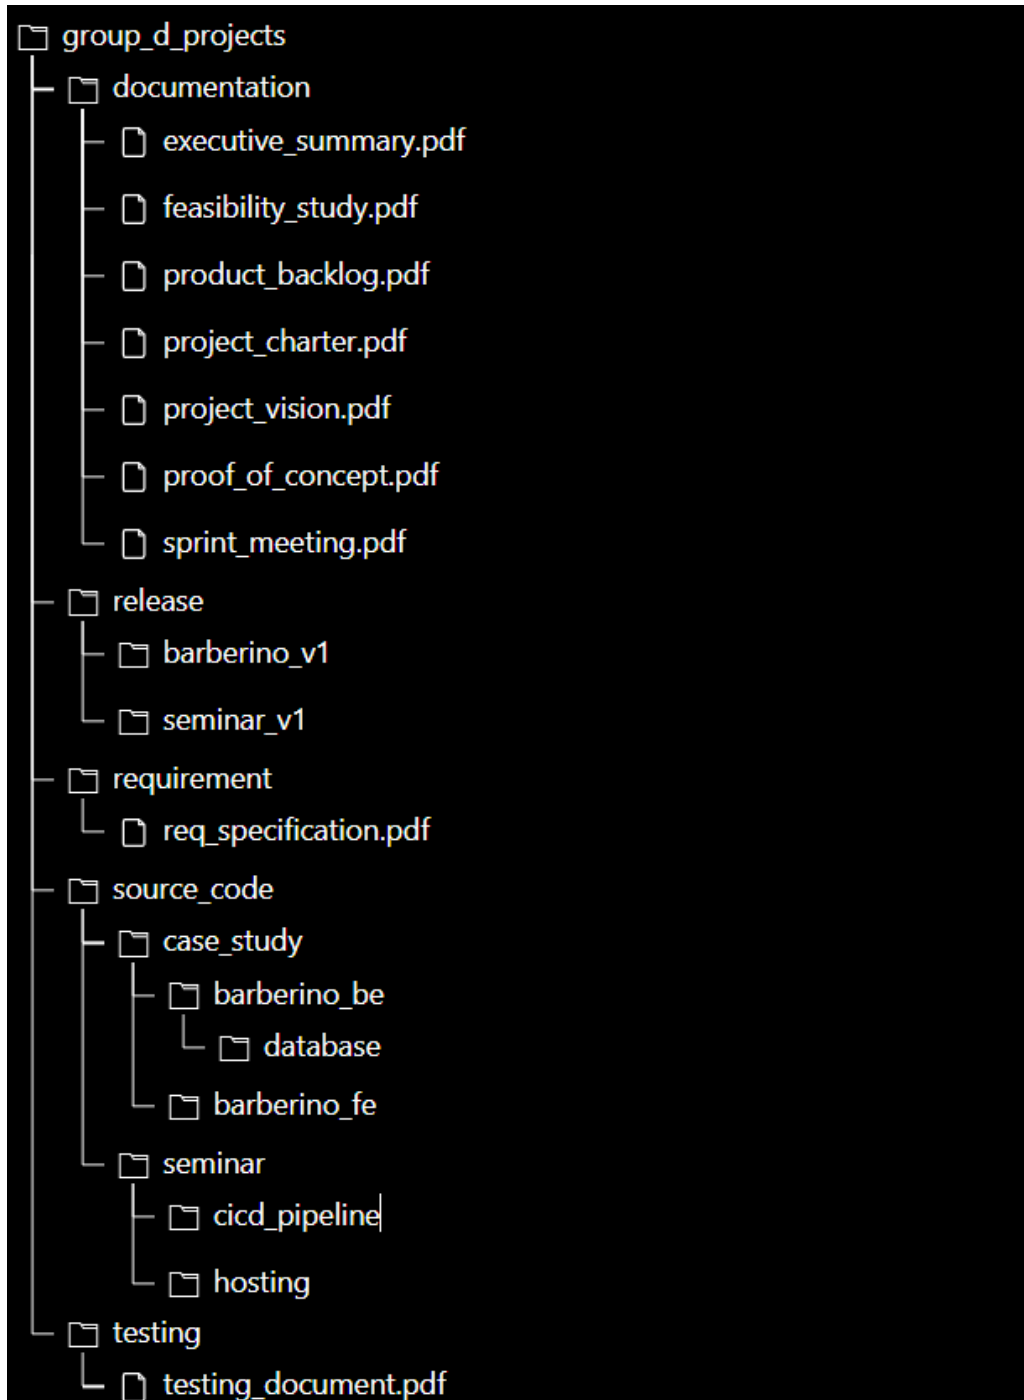 group_d_projects
documentation
executive_summary.pdf
feasibility_study.pdf
product_backlog.pdf
project_charter.pdf
project_vision.pdf
proof_of_concept.pdf
sprint_meeting.pdf
release
barberino_v1
seminar_v1
requirement
req_specification.pdf
source_code
case_study
barberino_be
database
barberino_fe
seminar
cicd_pipeline
hosting
testing
testing_document.pdf